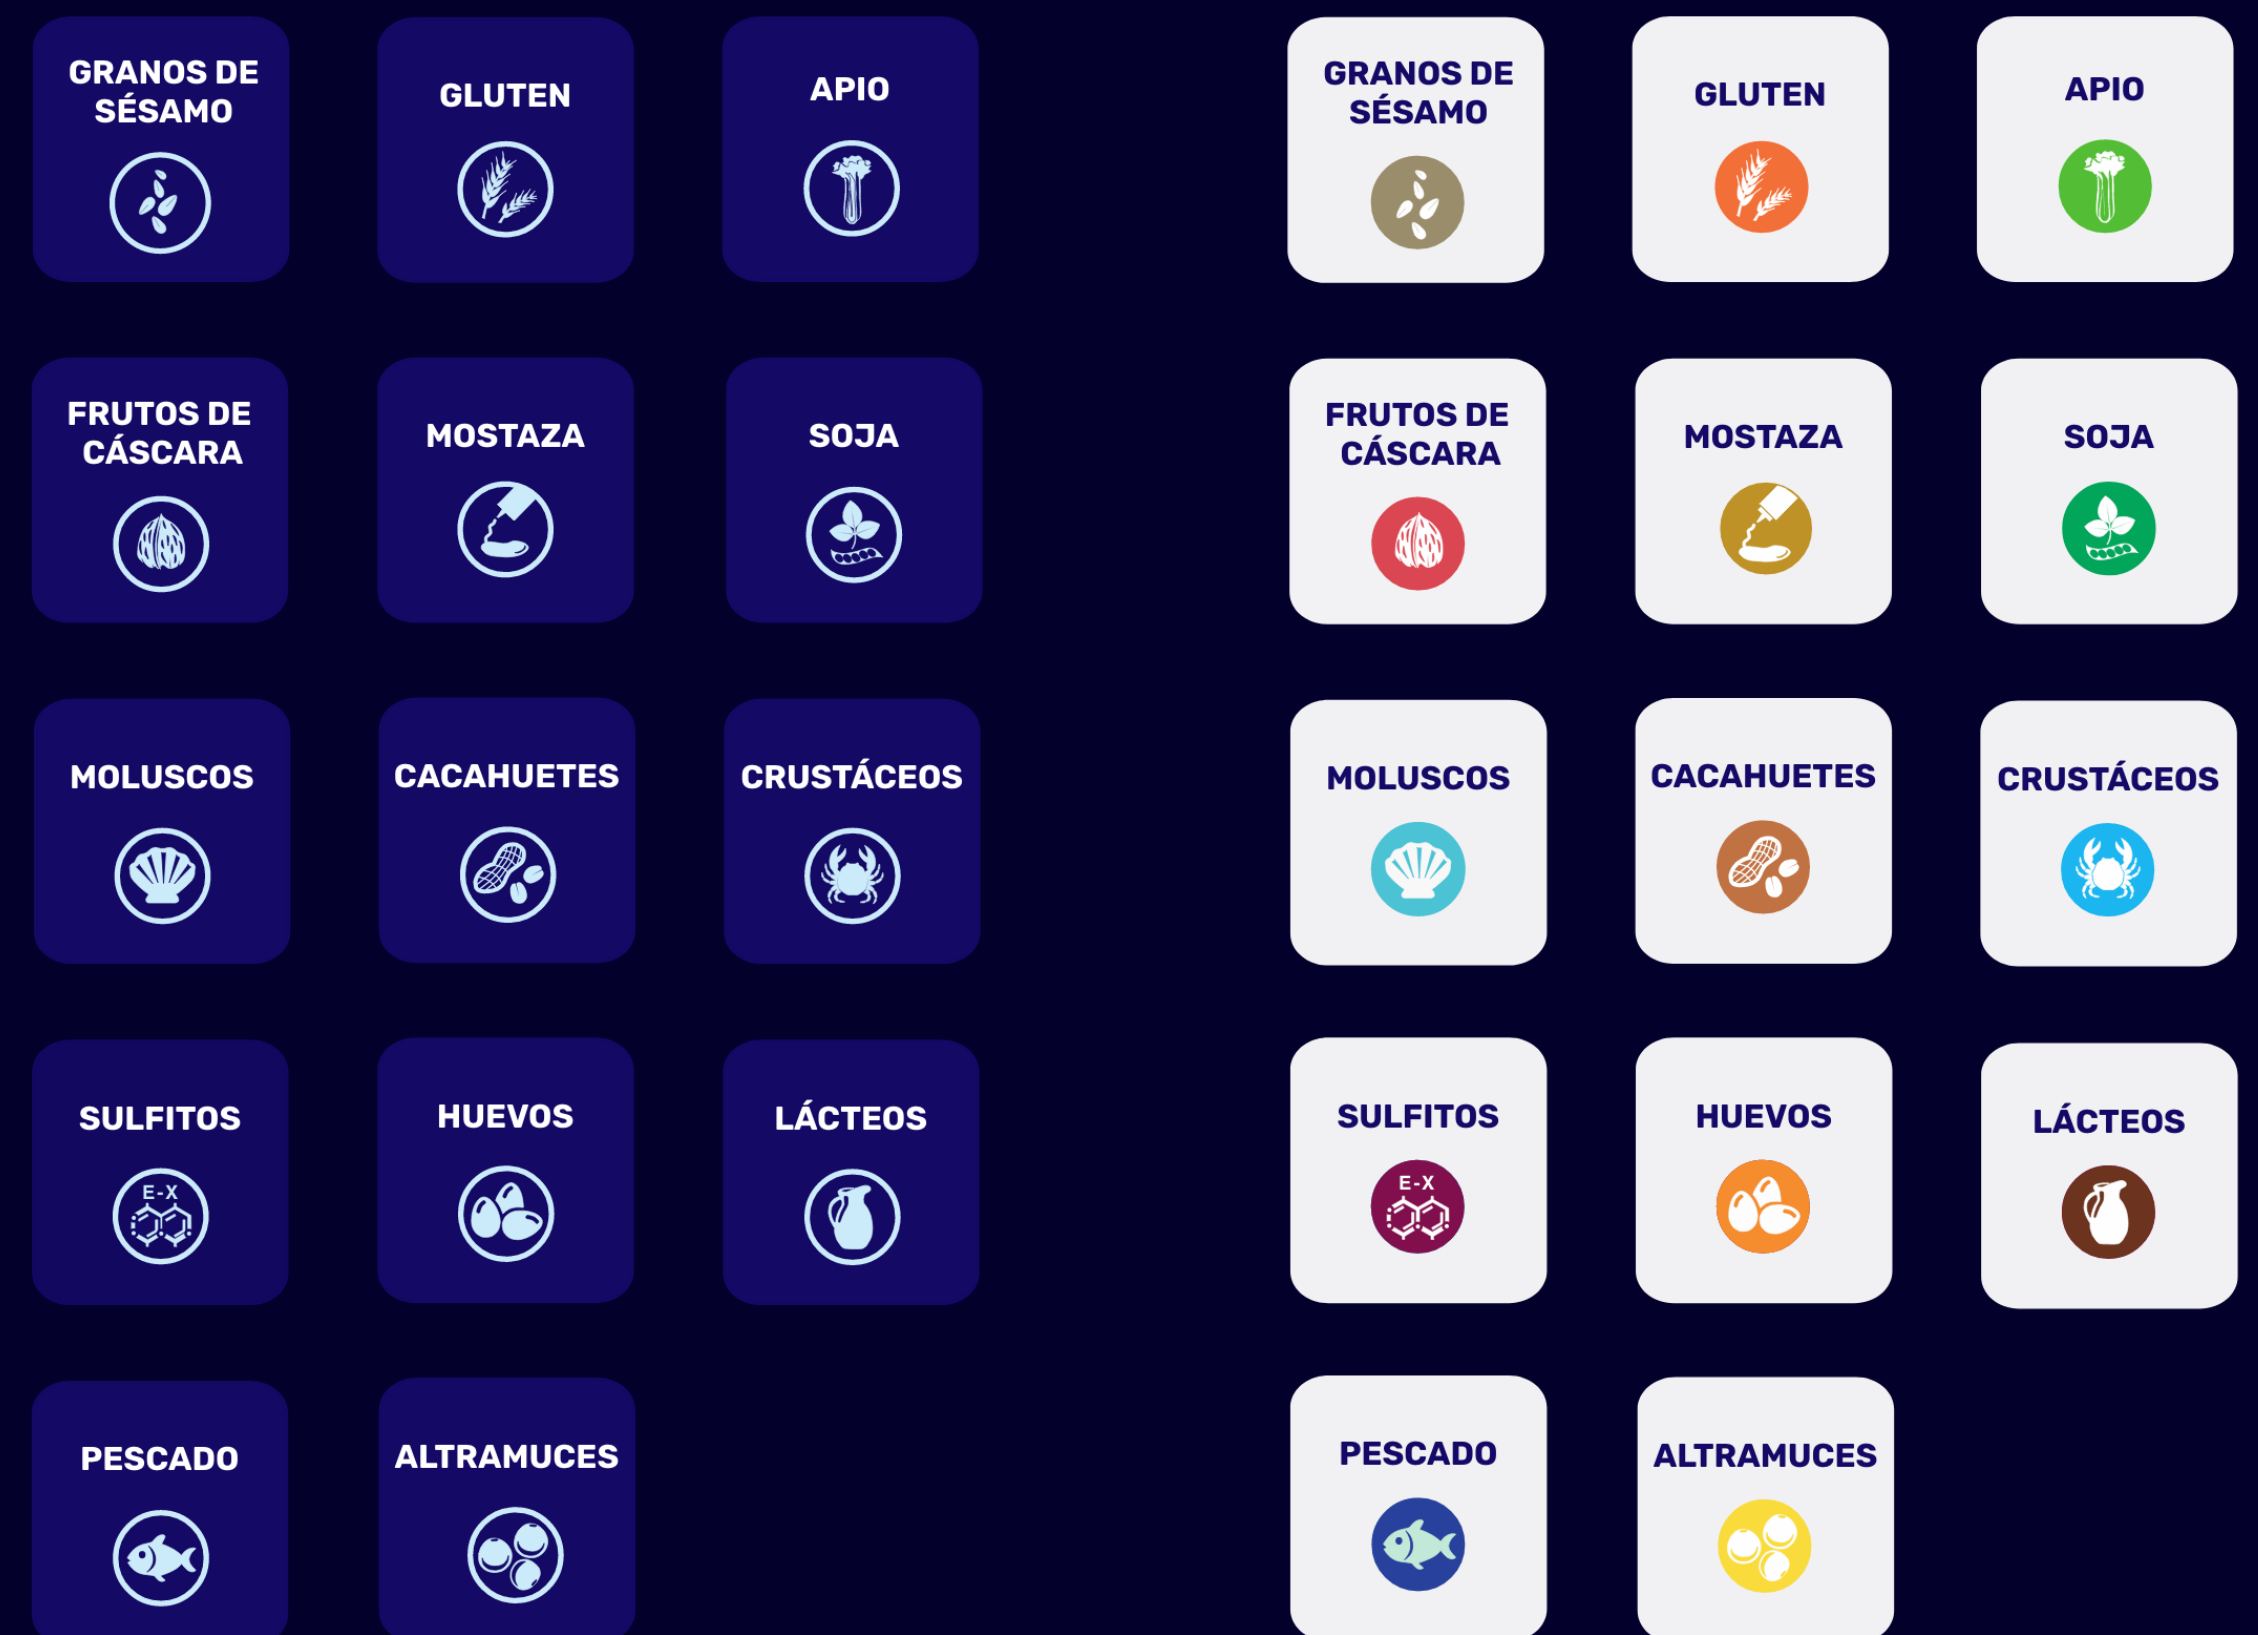 GRANOS DE
SÉSAMO
GLUTEN
APIO
GRANOS DE
SÉSAMO
GLUTEN
APIO
FRUTOS DE
CÁSCARA
MOSTAZA
SOJA
FRUTOS DE
CÁSCARA
MOSTAZA
SOJA
MOLUSCOS
CACAHUETES
CRUSTÁCEOS
MOLUSCOS
CACAHUETES
CRUSTÁCEOS
SULFITOS
E-X
HUEVOS
LÁCTEOS
SULFITOS
E-X
HUEVOS
LÁCTEOS
PESCADO
ALTRAMUCES
PESCADO
ALTRAMUCES